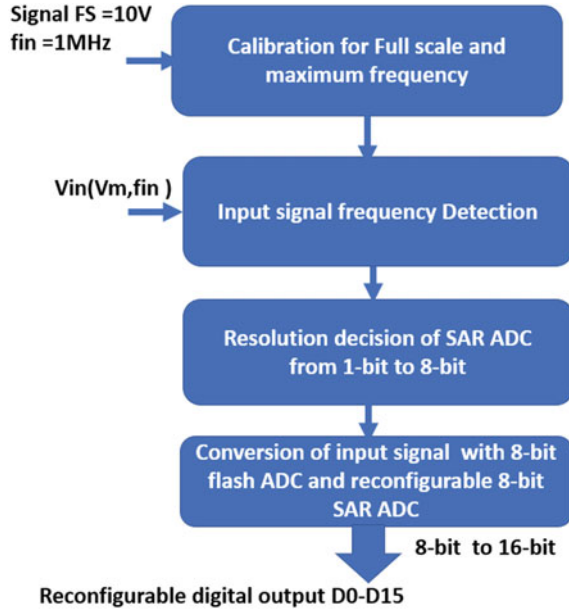 Signal FS =10V
fin =1MHz
Calibration for Full scale and
maximum frequency
Vin(Vm,fin )
Input signal frequency Detection
Resolution decision of SAR ADC
from 1-bit to 8-bit
Conversion of input signal with 8-bit
flash ADC and reconfigurable 8-bit
SAR ADC
8-bit to 16-bit
Reconfigurable digital output D0-D15